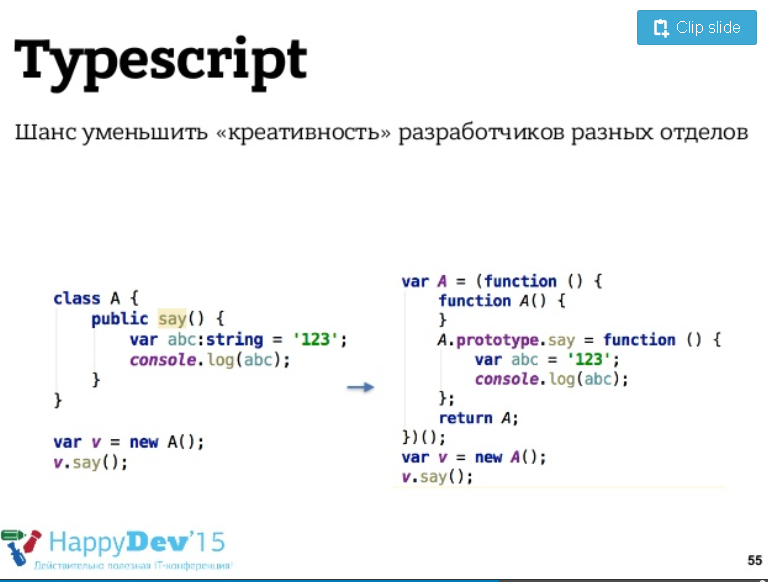 Clip slide
Typescript
Шанс уменьшить «креативность» разработчиков разных отделов
class A {
public say() {
var abc:string = '123';
console.log(abc);
}
}
var v = new A();
v.say();
var A = (function () {
function A() {
}
A.prototype.say = function () {
var abc = '123';
console.log(abc);
};
return A;
})();
var v = new A();
v.say();
HappyDev'15
Действительно полезная IT-конференция!
55